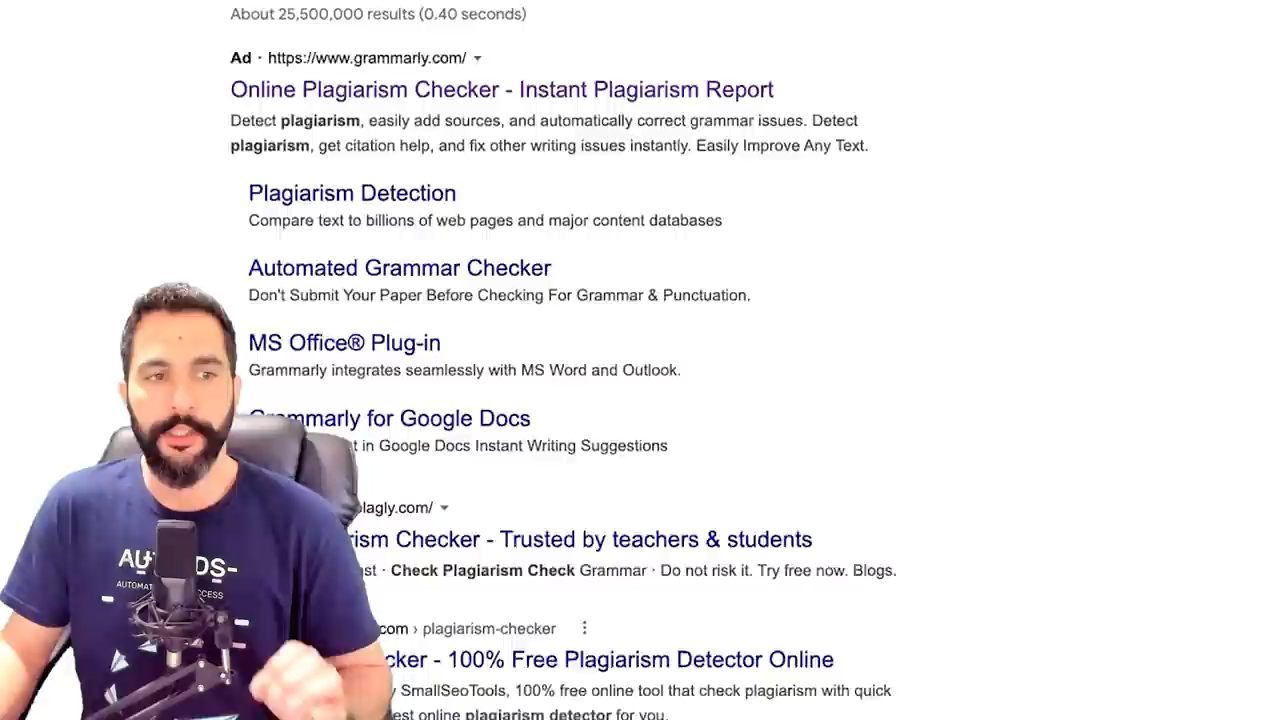 About 25,500,000 results (0.40 seconds)
Ad · https://www.grammarly.com/
Online Plagiarism Checker - Instant Plagiarism Report
Detect plagiarism, easily add sources, and automatically correct grammar issues. Detect
plagiarism, get citation help, and fix other writing issues instantly. Easily Improve Any Text.
Plagiarism Detection
Compare text to billions of web pages and major content databases
Automated Grammar Checker
Don't Submit Your Paper Before Checking For Grammar & Punctuation.
MS Office® Plug-in
Grammarly integrates seamlessly with MS Word and Outlook.
Grammarly for Google Docs
in Google Docs Instant Writing Suggestions
Checker - Trusted by teachers & students
Check Plagiarism Check Grammar · Do not risk it. Try free now. Blogs.
com › plagiarism-checker
- 100% Free Plagiarism Detector Online
SmallSeoTools, 100% free online tool that check plagiarism with quick
online plagiarism detector for you.